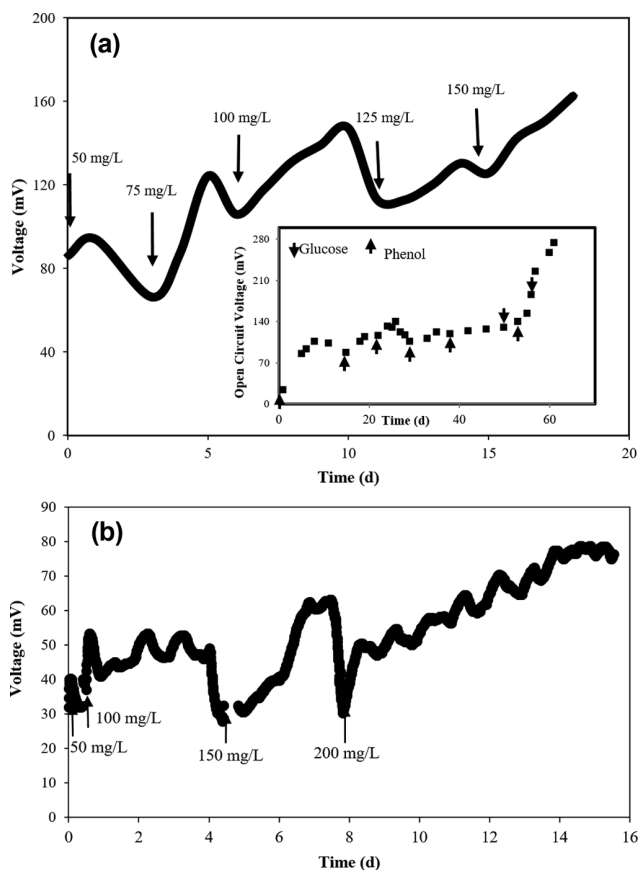 (a)
200
160
120
80
40
0
Voltage (mV)
50 mg/L
75 mg/L
100 mg/L
125 mg/L
150 mg/L
0 5 10 15 20
Time (d)
280
210
140
70
0
Open Circuit Voltage (mV)
Glucose
Phenol
0 20 40 60
Time (d)
(b)
90
80
70
60
50
40
30
20
10
0
Voltage (mV)
50 mg/L
100 mg/L
150 mg/L
200 mg/L
0 2 4 6 8 10 12 14 16
Time (d)